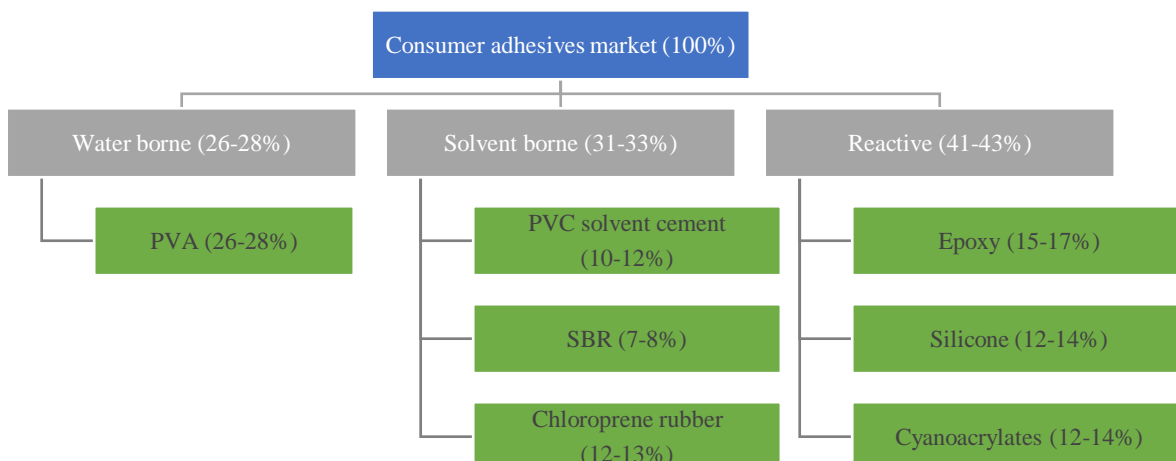 Consumer adhesives market (100%)
Water borne (26-28%)
Solvent borne (31-33%)
Reactive (41-43%)
PVA (26-28%)
PVC solvent cement
(10-12%)
Epoxy (15-17%)
SBR (7-8%)
Silicone (12-14%)
Chloroprene rubber
(12-13%)
Cyanoacrylates (12-14%)